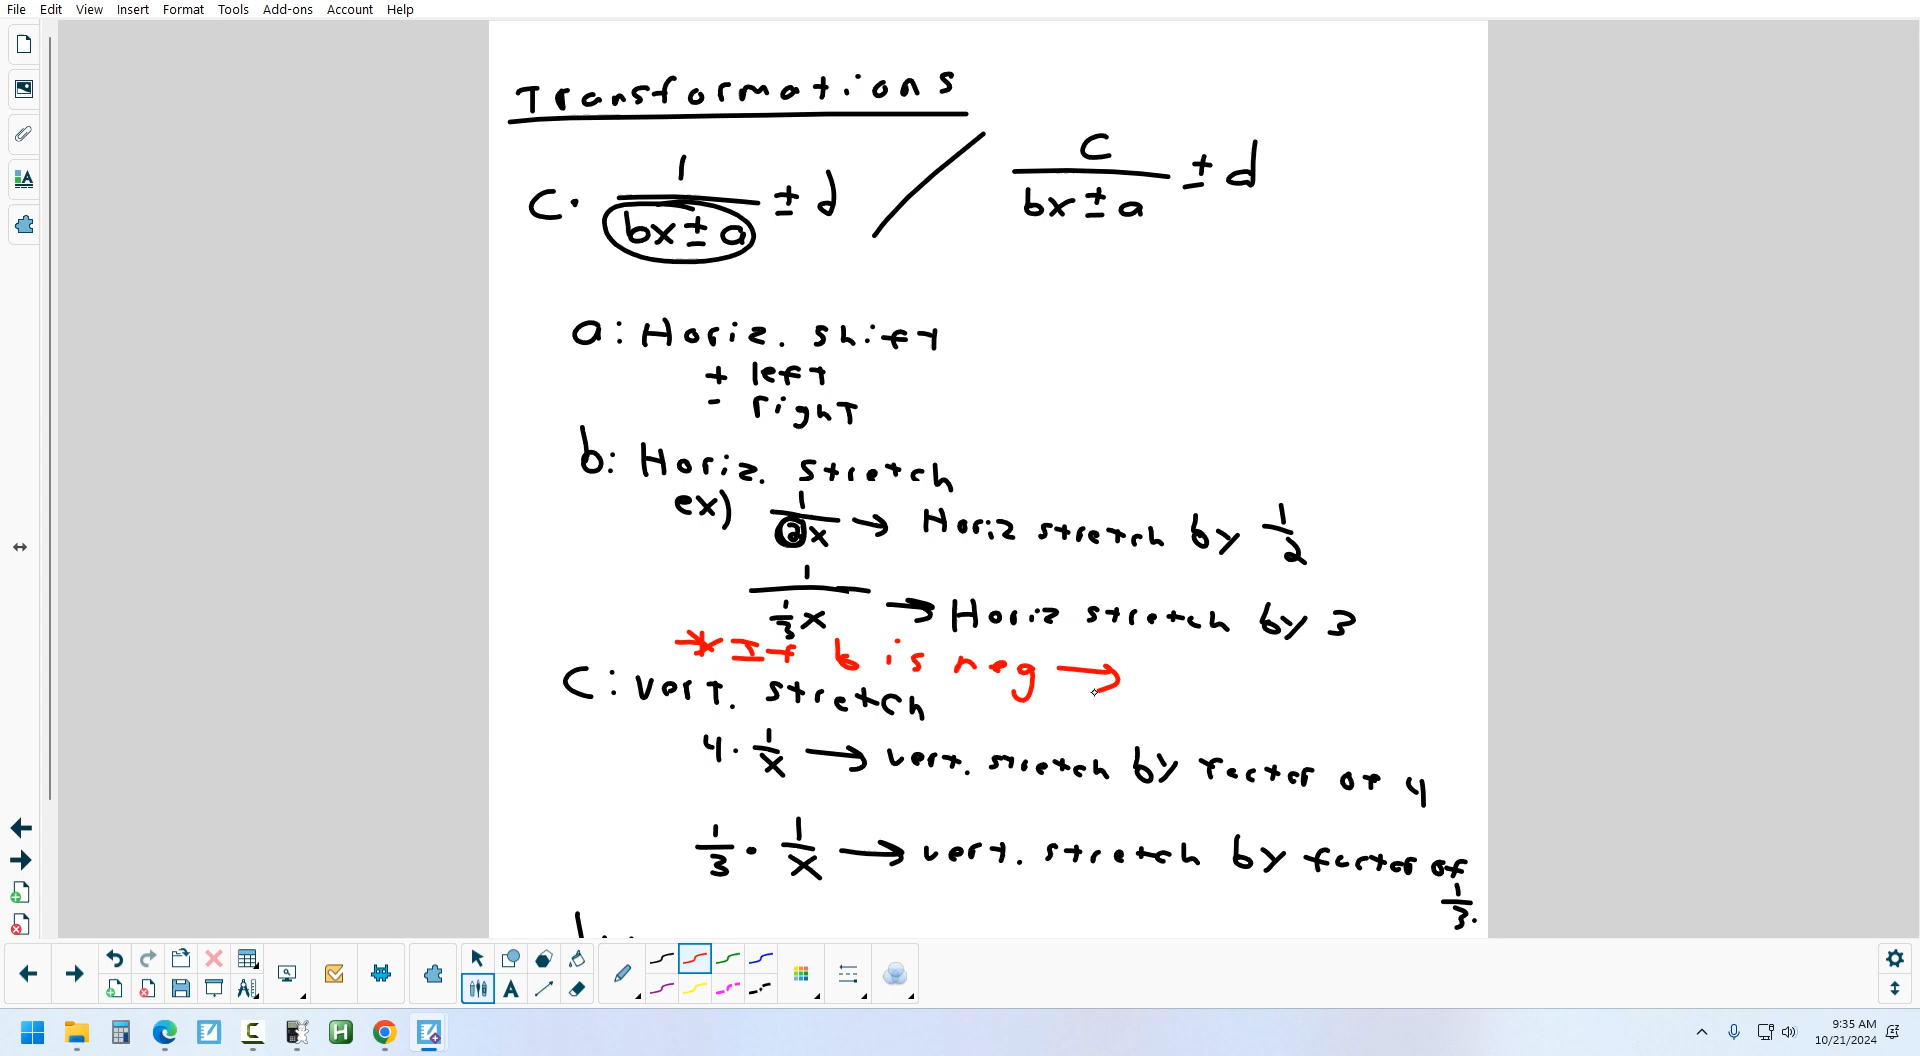 File Edit View Insert Format Tools Add-ons Account Help
Transformations
c · 1/(bx ± a) ± d / c/(bx ± a) ± d
a: Horiz. shift
+ left
- right
b: Horiz. stretch
ex) 1/2x → Horiz stretch by 1/2
1/(1/3 x) → Horiz stretch by 3
* If b is neg →
C: vert. stretch
4 · 1/x → vert. stretch by factor of 4
1/3 · 1/x → vert. stretch by factor of 1/3.
9:35 AM
10/21/2024